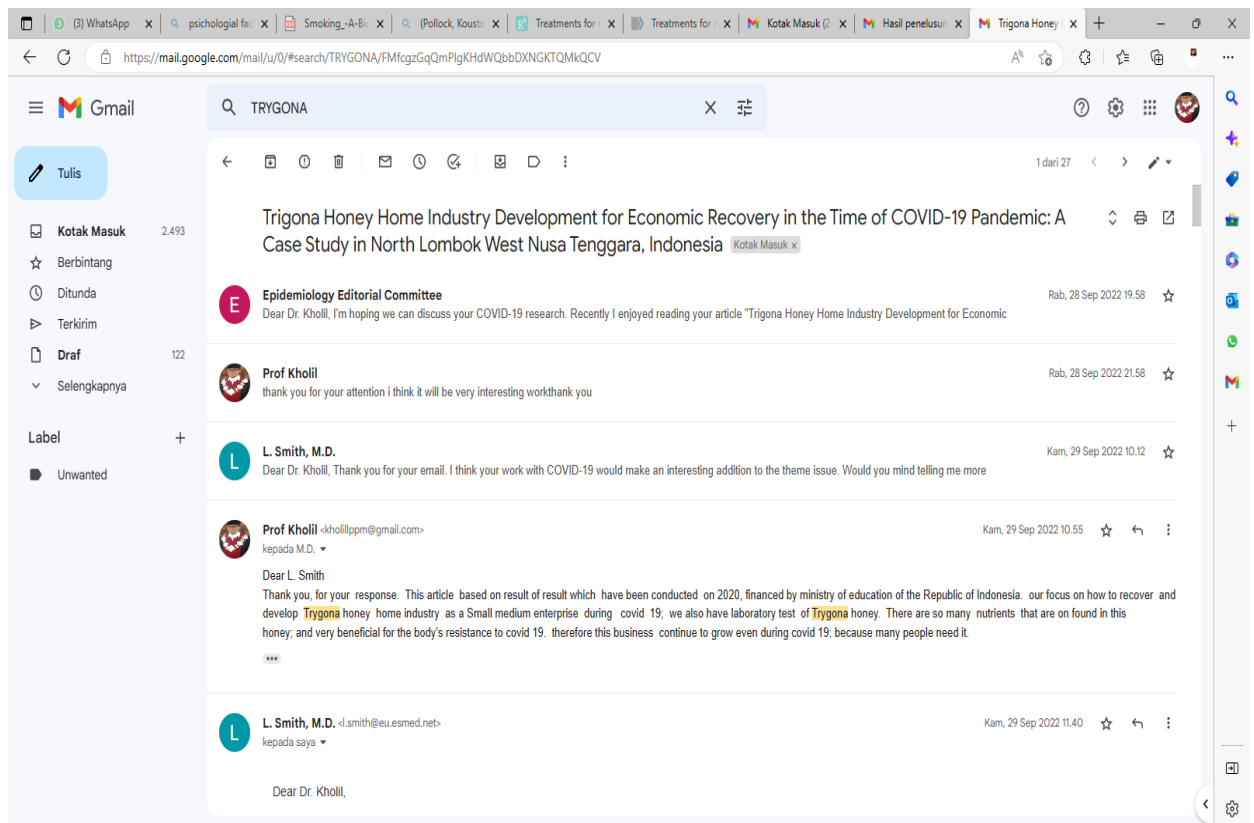 (3) WhatsApp
psichologial fac
Smoking_-A-Bi
(Pollock, Kousto
Treatments for
Treatments for
Kotak Masuk (2
Hasil penelusur
Trigona Honey
https://mail.google.com/mail/u/0/#search/TRYGONA/FMfcgzGqQmPlgKHdWQbbDXNGKTQMkQCV
Gmail
TRYGONA
Tulis
1 dari 27
Kotak Masuk 2.493
Berbintang
Ditunda
Terkirim
Draf 122
Selengkapnya
Label
Unwanted
Trigona Honey Home Industry Development for Economic Recovery in the Time of COVID-19 Pandemic: A
Case Study in North Lombok West Nusa Tenggara, Indonesia Kotak Masuk x
E
Epidemiology Editorial Committee Rab, 28 Sep 2022 19.58
Dear Dr. Kholil, I'm hoping we can discuss your COVID-19 research. Recently I enjoyed reading your article "Trigona Honey Home Industry Development for Economic
Prof Kholil Rab, 28 Sep 2022 21.58
thank you for your attention i think it will be very interesting workthank you
L
L. Smith, M.D. Kam, 29 Sep 2022 10.12
Dear Dr. Kholil, Thank you for your email. I think your work with COVID-19 would make an interesting addition to the theme issue. Would you mind telling me more
Prof Kholil <kholillppm@gmail.com> Kam, 29 Sep 2022 10.55
kepada M.D.
Dear L. Smith
Thank you, for your response. This article based on result of result which have been conducted on 2020, financed by ministry of education of the Republic of Indonesia. our focus on how to recover and
develop Trygona honey home industry as a Small medium enterprise during covid 19; we also have laboratory test of Trygona honey. There are so many nutrients that are on found in this
honey; and very beneficial for the body's resistance to covid 19. therefore this business continue to grow even during covid 19; because many people need it.
L
L. Smith, M.D. <l.smith@eu.esmed.net> Kam, 29 Sep 2022 11.40
kepada saya
Dear Dr. Kholil,